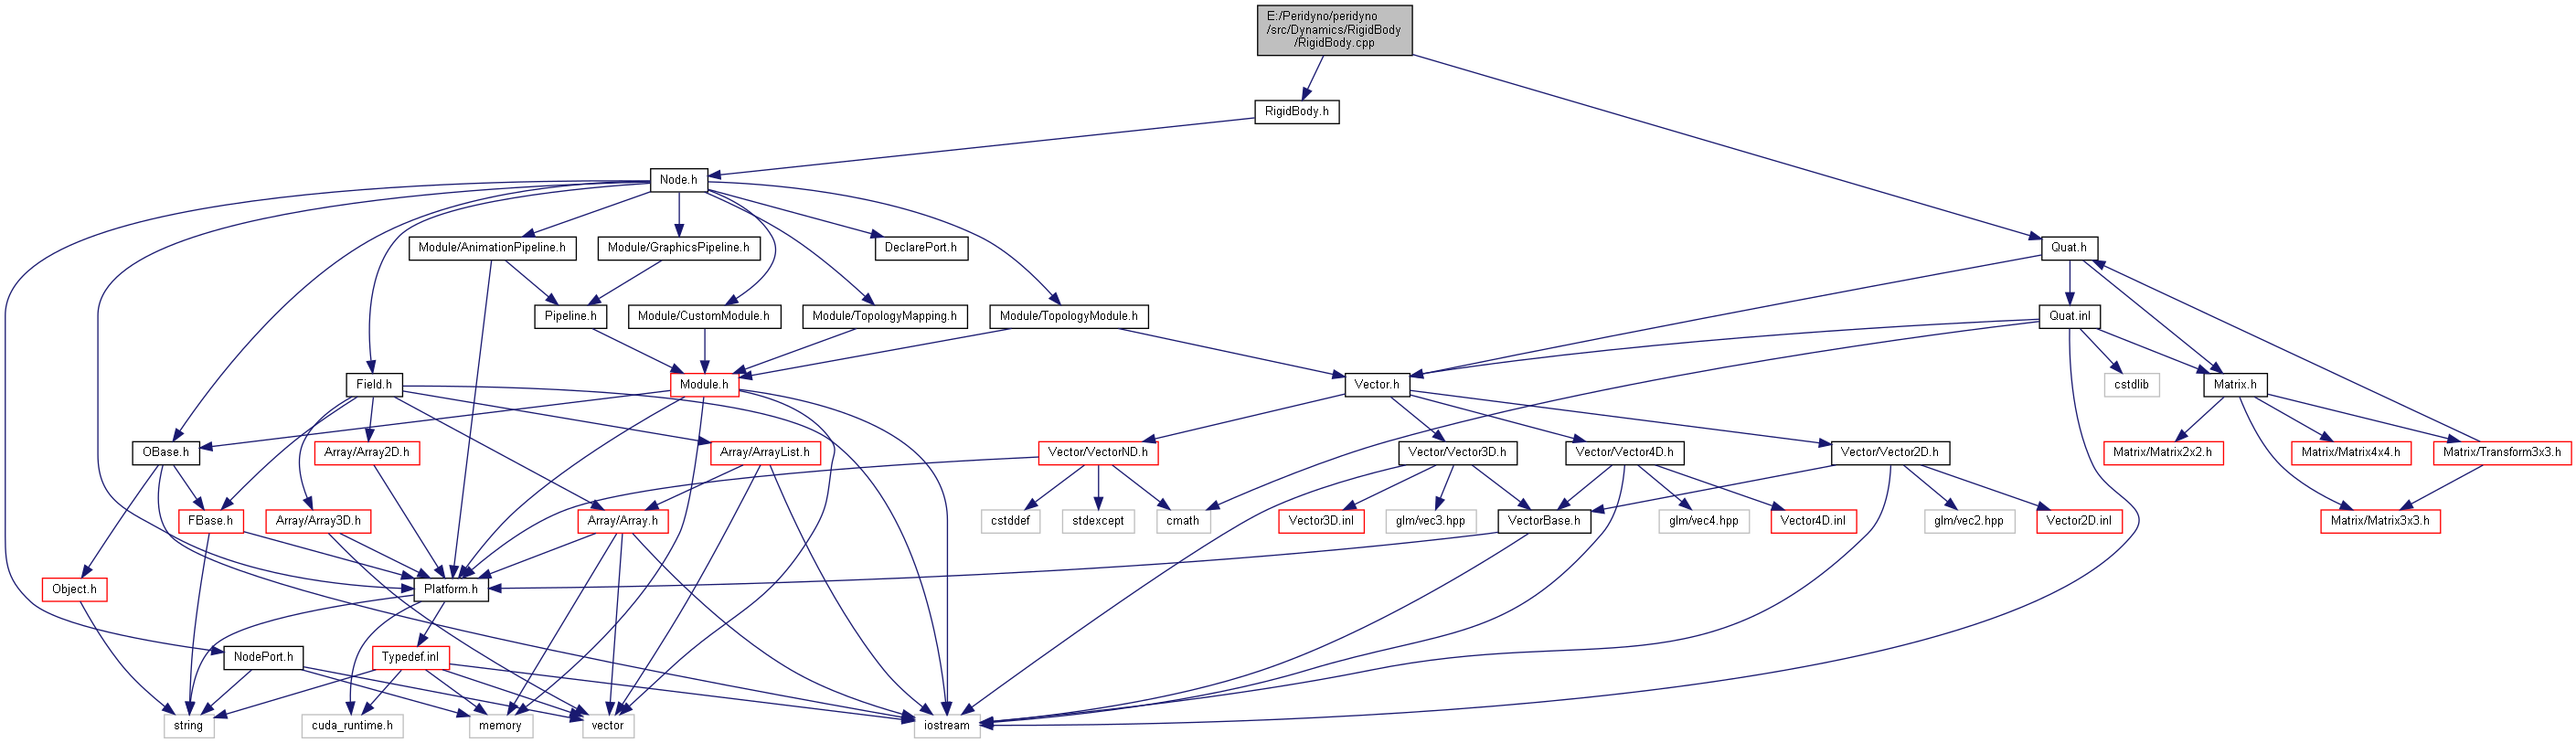 E:/Peridyno/peridyno
/src/Dynamics/RigidBody
/RigidBody.cpp
RigidBody.h
Node.h
Module/AnimationPipeline.h
Module/GraphicsPipeline.h
DeclarePort.h
Quat.h
Pipeline.h
Module/CustomModule.h
Module/TopologyMapping.h
Module/TopologyModule.h
Quat.inl
Field.h
Module.h
Vector.h
cstdlib
Matrix.h
OBase.h
Array/Array2D.h
Array/ArrayList.h
Vector/VectorND.h
Vector/Vector3D.h
Vector/Vector4D.h
Vector/Vector2D.h
Matrix/Matrix2x2.h
Matrix/Matrix4x4.h
Matrix/Transform3x3.h
FBase.h
Array/Array3D.h
Array/Array.h
cstddef
stdexcept
cmath
Vector3D.inl
glm/vec3.hpp
VectorBase.h
glm/vec4.hpp
Vector4D.inl
glm/vec2.hpp
Vector2D.inl
Matrix/Matrix3x3.h
Object.h
Platform.h
NodePort.h
Typedef.inl
string
cuda_runtime.h
memory
vector
iostream